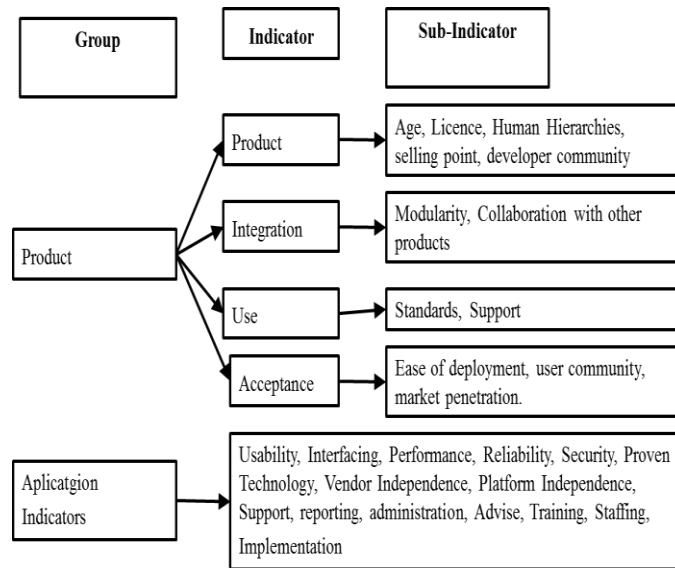 Group
Indicator
Sub-Indicator
Product
Age, Licence, Human Hierarchies,
selling point, developer community
Integration
Modularity, Collaboration with other
products
Product
Use
Standards, Support
Acceptance
Ease of deployment, user community,
market penetration.
Aplicatgion
Indicators
Usability, Interfacing, Performance, Reliability, Security, Proven
Technology, Vendor Independence, Platform Independence,
Support, reporting, administration, Advise, Training, Staffing,
Implementation